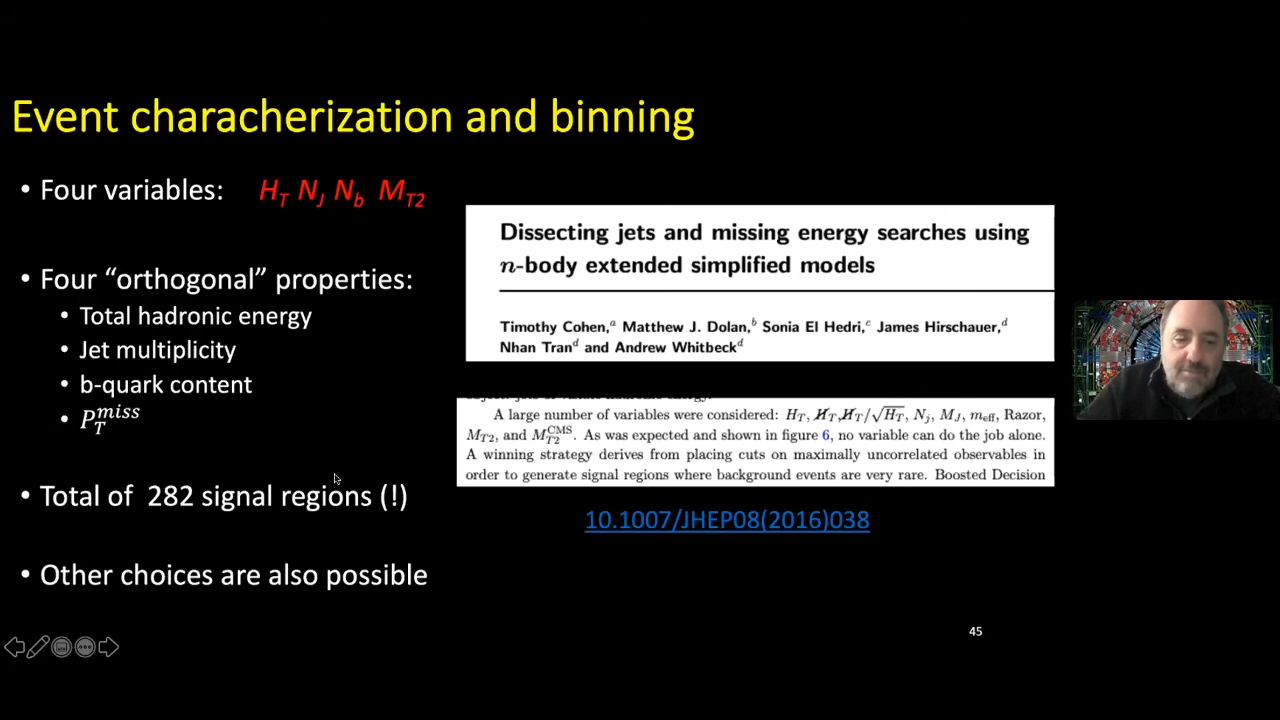 Event characherization and binning
• Four variables: H_T N_J N_b M_T2
• Four “orthogonal” properties:
• Total hadronic energy
• Jet multiplicity
• b-quark content
• P_T^miss
• Total of 282 signal regions (!)
• Other choices are also possible
Dissecting jets and missing energy searches using
n-body extended simplified models
Timothy Cohen,^a Matthew J. Dolan,^b Sonia El Hedri,^c James Hirschauer,^d
Nhan Tran^d and Andrew Whitbeck^d
A large number of variables were considered: H_T, H̸_T, H̸_T/√H_T, N_j, M_J, m_eff, Razor,
M_T2, and M_T2^CMS. As was expected and shown in figure 6, no variable can do the job alone.
A winning strategy derives from placing cuts on maximally uncorrelated observables in
order to generate signal regions where background events are very rare. Boosted Decision
10.1007/JHEP08(2016)038
45